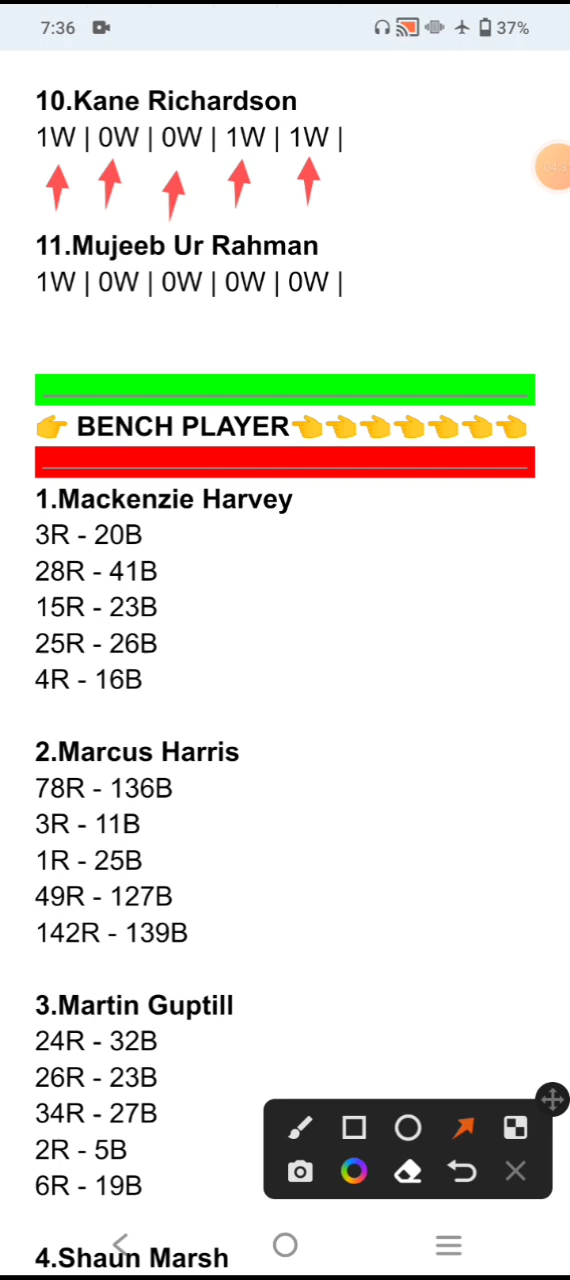 7:36
37%
10.Kane Richardson
1W | 0W | 0W | 1W | 1W |
11.Mujeeb Ur Rahman
1W | 0W | 0W | 0W | 0W |
👉 BENCH PLAYER👈👈👈👈👈👈👈
1.Mackenzie Harvey
3R - 20B
28R - 41B
15R - 23B
25R - 26B
4R - 16B
2.Marcus Harris
78R - 136B
3R - 11B
1R - 25B
49R - 127B
142R - 139B
3.Martin Guptill
24R - 32B
26R - 23B
34R - 27B
2R - 5B
6R - 19B
4.Shaun Marsh